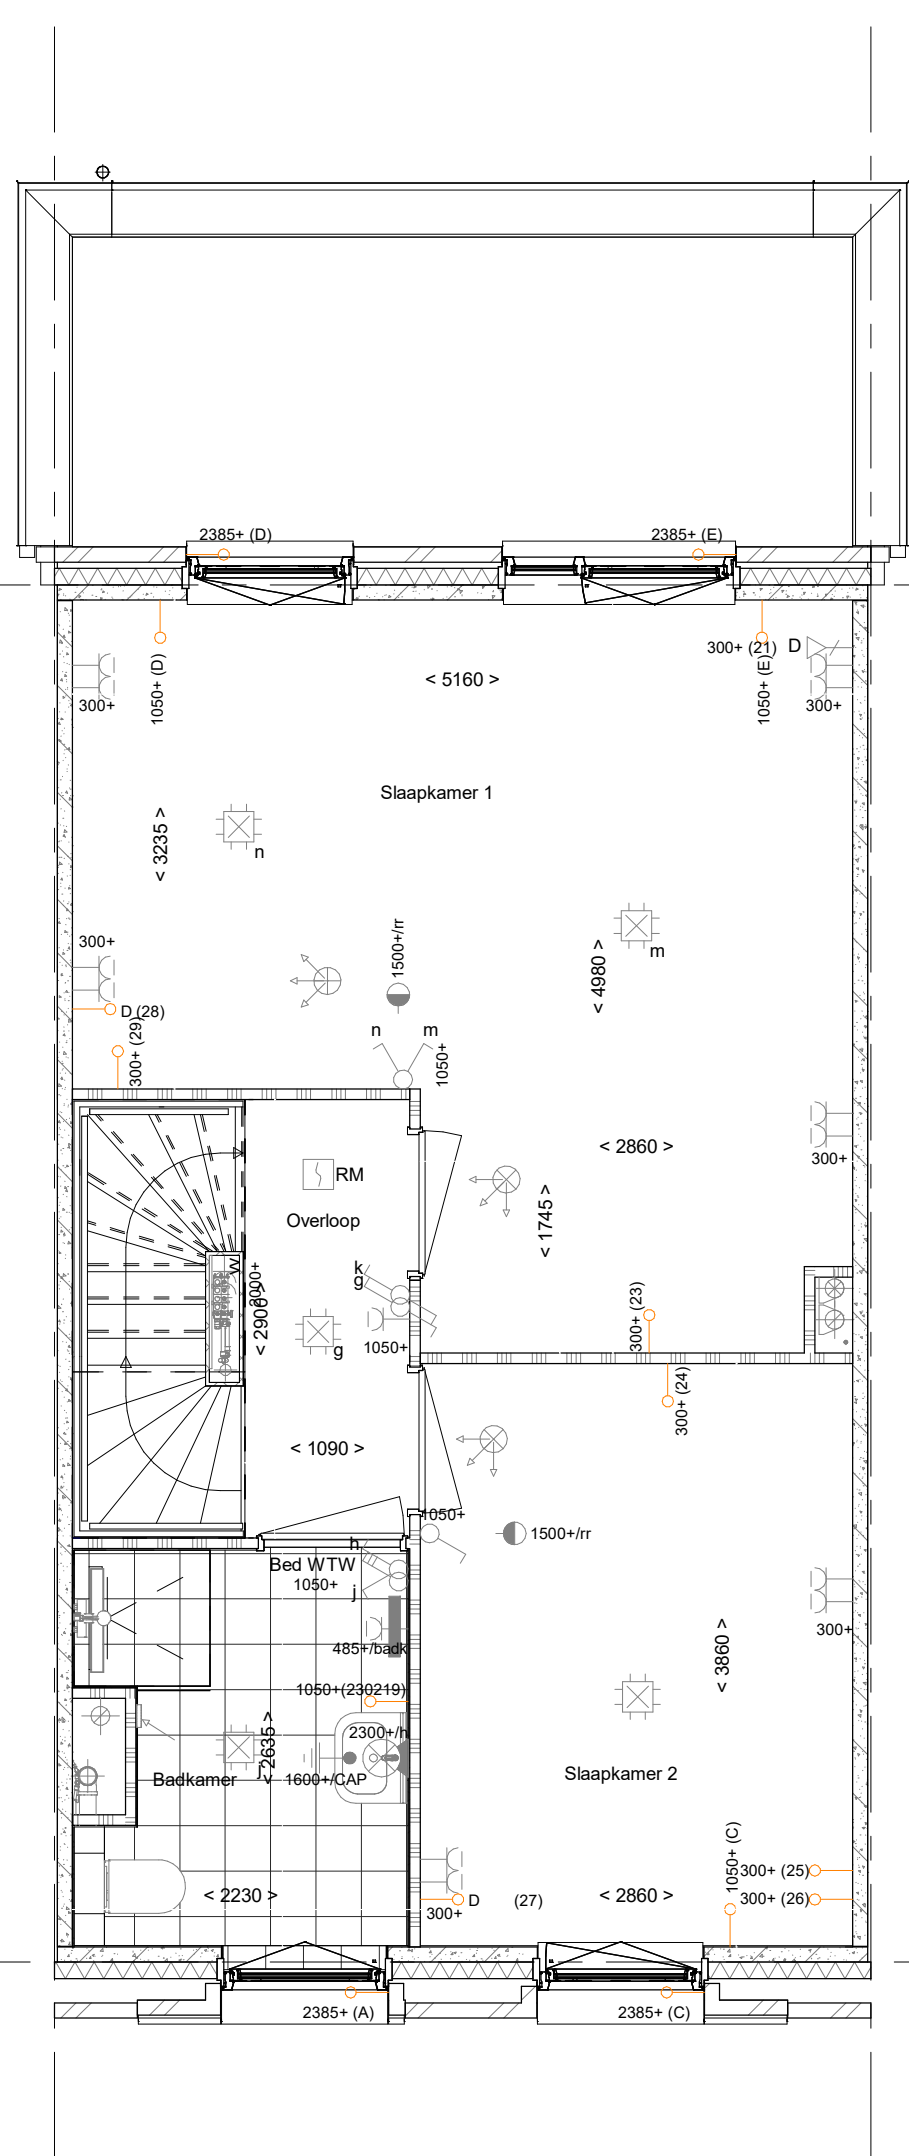 2385+ (D)
2385+ (E)
300+
1050+ (D)
< 5160 >
300+ (21)
D
1050+ (E)
300+
Slaapkamer 1
< 3235 >
n
m
300+
1500+/rr
< 4980 >
D (28)
300+ (29)
n
m
1050+
< 2860 >
300+
RM
Overloop
< 1745 >
k
g
< 2900 >
1050+
g
300+ (23)
300+ (24)
< 1090 >
1050+
1500+/rr
h
Bed WTW
1050+
j
300+
485+/badk
< 3860 >
1050+(230219)
2300+/h
< 2635 >
j
Badkamer
1600+/CAP
Slaapkamer 2
1050+ (C)
300+ (25)
300+ (26)
< 2230 >
D
(27)
300+
< 2860 >
2385+ (A)
2385+ (C)